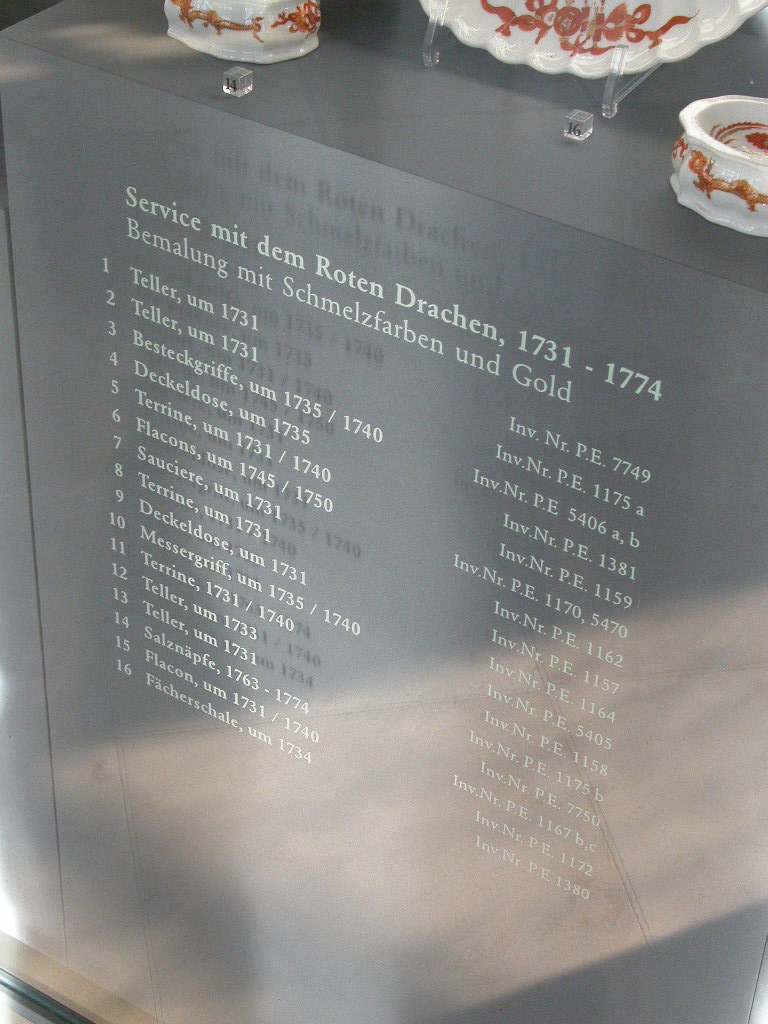 14
16
Service mit dem Roten Drachen, 1731 - 1774
Bemalung mit Schmelzfarben und Gold
1 Teller, um 1731 Inv. Nr. P.E. 7749
2 Teller, um 1731 Inv.Nr. P.E. 1175 a
3 Besteckgriffe, um 1735 / 1740 Inv.Nr. P.E 5406 a, b
4 Deckeldose, um 1735 Inv.Nr. P.E. 1381
5 Terrine, um 1731 / 1740 Inv.Nr. P.E. 1159
6 Flacons, um 1745 / 1750 Inv.Nr. P.E. 1170, 5470
7 Sauciere, um 1731 Inv.Nr. P.E. 1162
8 Terrine, um 1731 Inv.Nr. P.E. 1157
9 Deckeldose, um 1731 Inv.Nr. P.E. 1164
10 Messergriff, um 1735 / 1740 Inv.Nr. P.E. 5405
11 Terrine, 1731 / 1740 Inv.Nr. P.E. 1158
12 Teller, um 1733 Inv.Nr. P.E. 1175 b
13 Teller, um 1731 Inv.Nr. P.E. 7750
14 Salznäpfe, 1763 - 1774 Inv.Nr. P.E. 1167 b,c
15 Flacon, um 1731 / 1740 Inv.Nr. P.E. 1172
16 Fächerschale, um 1734 Inv.Nr. P.E. 1380